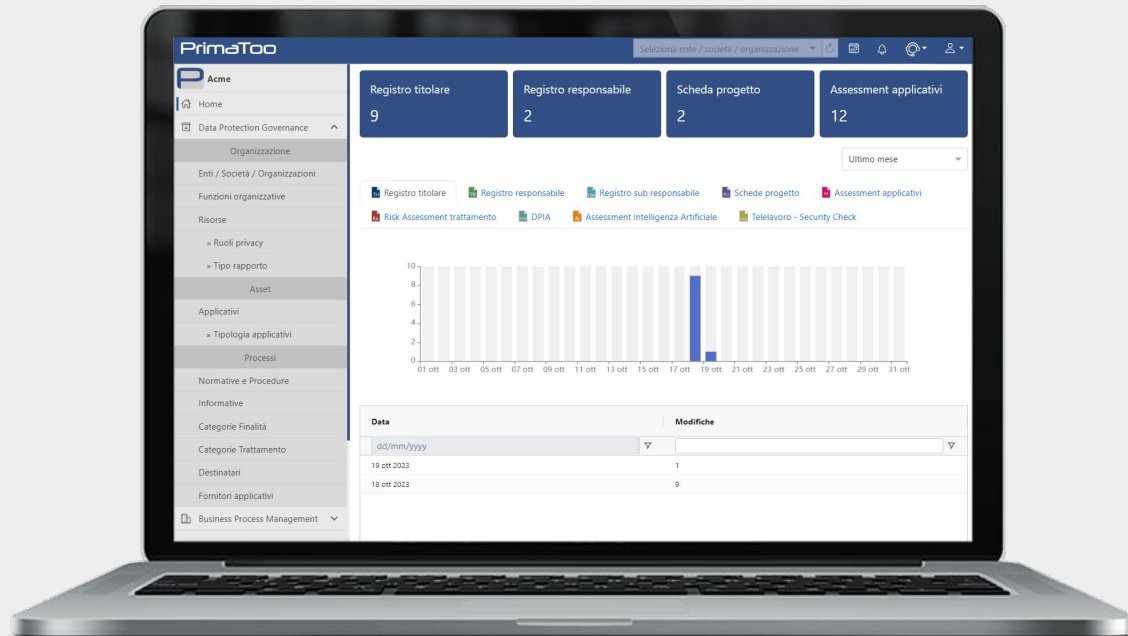 PrimaToo
Seleziona ente / società / organizzazione
Acme
Home
Data Protection Governance
Organizzazione
Enti / Società / Organizzazioni
Funzioni organizzative
Risorse
» Ruoli privacy
» Tipo rapporto
Asset
Applicativi
» Tipologia applicativi
Processi
Normative e Procedure
Informative
Categorie Finalità
Categorie Trattamento
Destinatari
Fornitori applicativi
Business Process Management
Registro titolare
9
Registro responsabile
2
Scheda progetto
2
Assessment applicativi
12
Ultimo mese
Registro titolare Registro responsabile Registro sub responsabile Schede progetto Assessment applicativi
Risk Assessment trattamento DPIA Assessment Intelligenza Artificiale Telelavoro - Security Check
10
8
6
4
2
0
01 ott 03 ott 05 ott 07 ott 09 ott 11 ott 13 ott 15 ott 17 ott 19 ott 21 ott 23 ott 25 ott 27 ott 29 ott 31 ott
Data Modifiche
dd/mm/yyyy
19 ott 2023 1
18 ott 2023 9